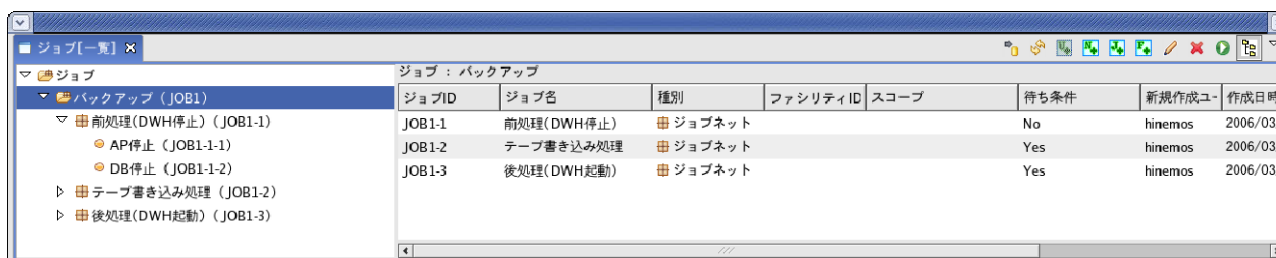 ジョブ[一覧]
ジョブ
バックアップ（JOB1）
前処理(DWH停止)（JOB1-1)
AP停止（JOB1-1-1)
DB停止（JOB1-1-2)
テープ書き込み処理（JOB1-2)
後処理(DWH起動)（JOB1-3)
ジョブ : バックアップ
ジョブID ジョブ名 種別 ファシリティID スコープ 待ち条件 新規作成ユー 作成日時
JOB1-1 前処理(DWH停止) ジョブネット No hinemos 2006/03
JOB1-2 テープ書き込み処理 ジョブネット Yes hinemos 2006/03
JOB1-3 後処理(DWH起動) ジョブネット Yes hinemos 2006/03